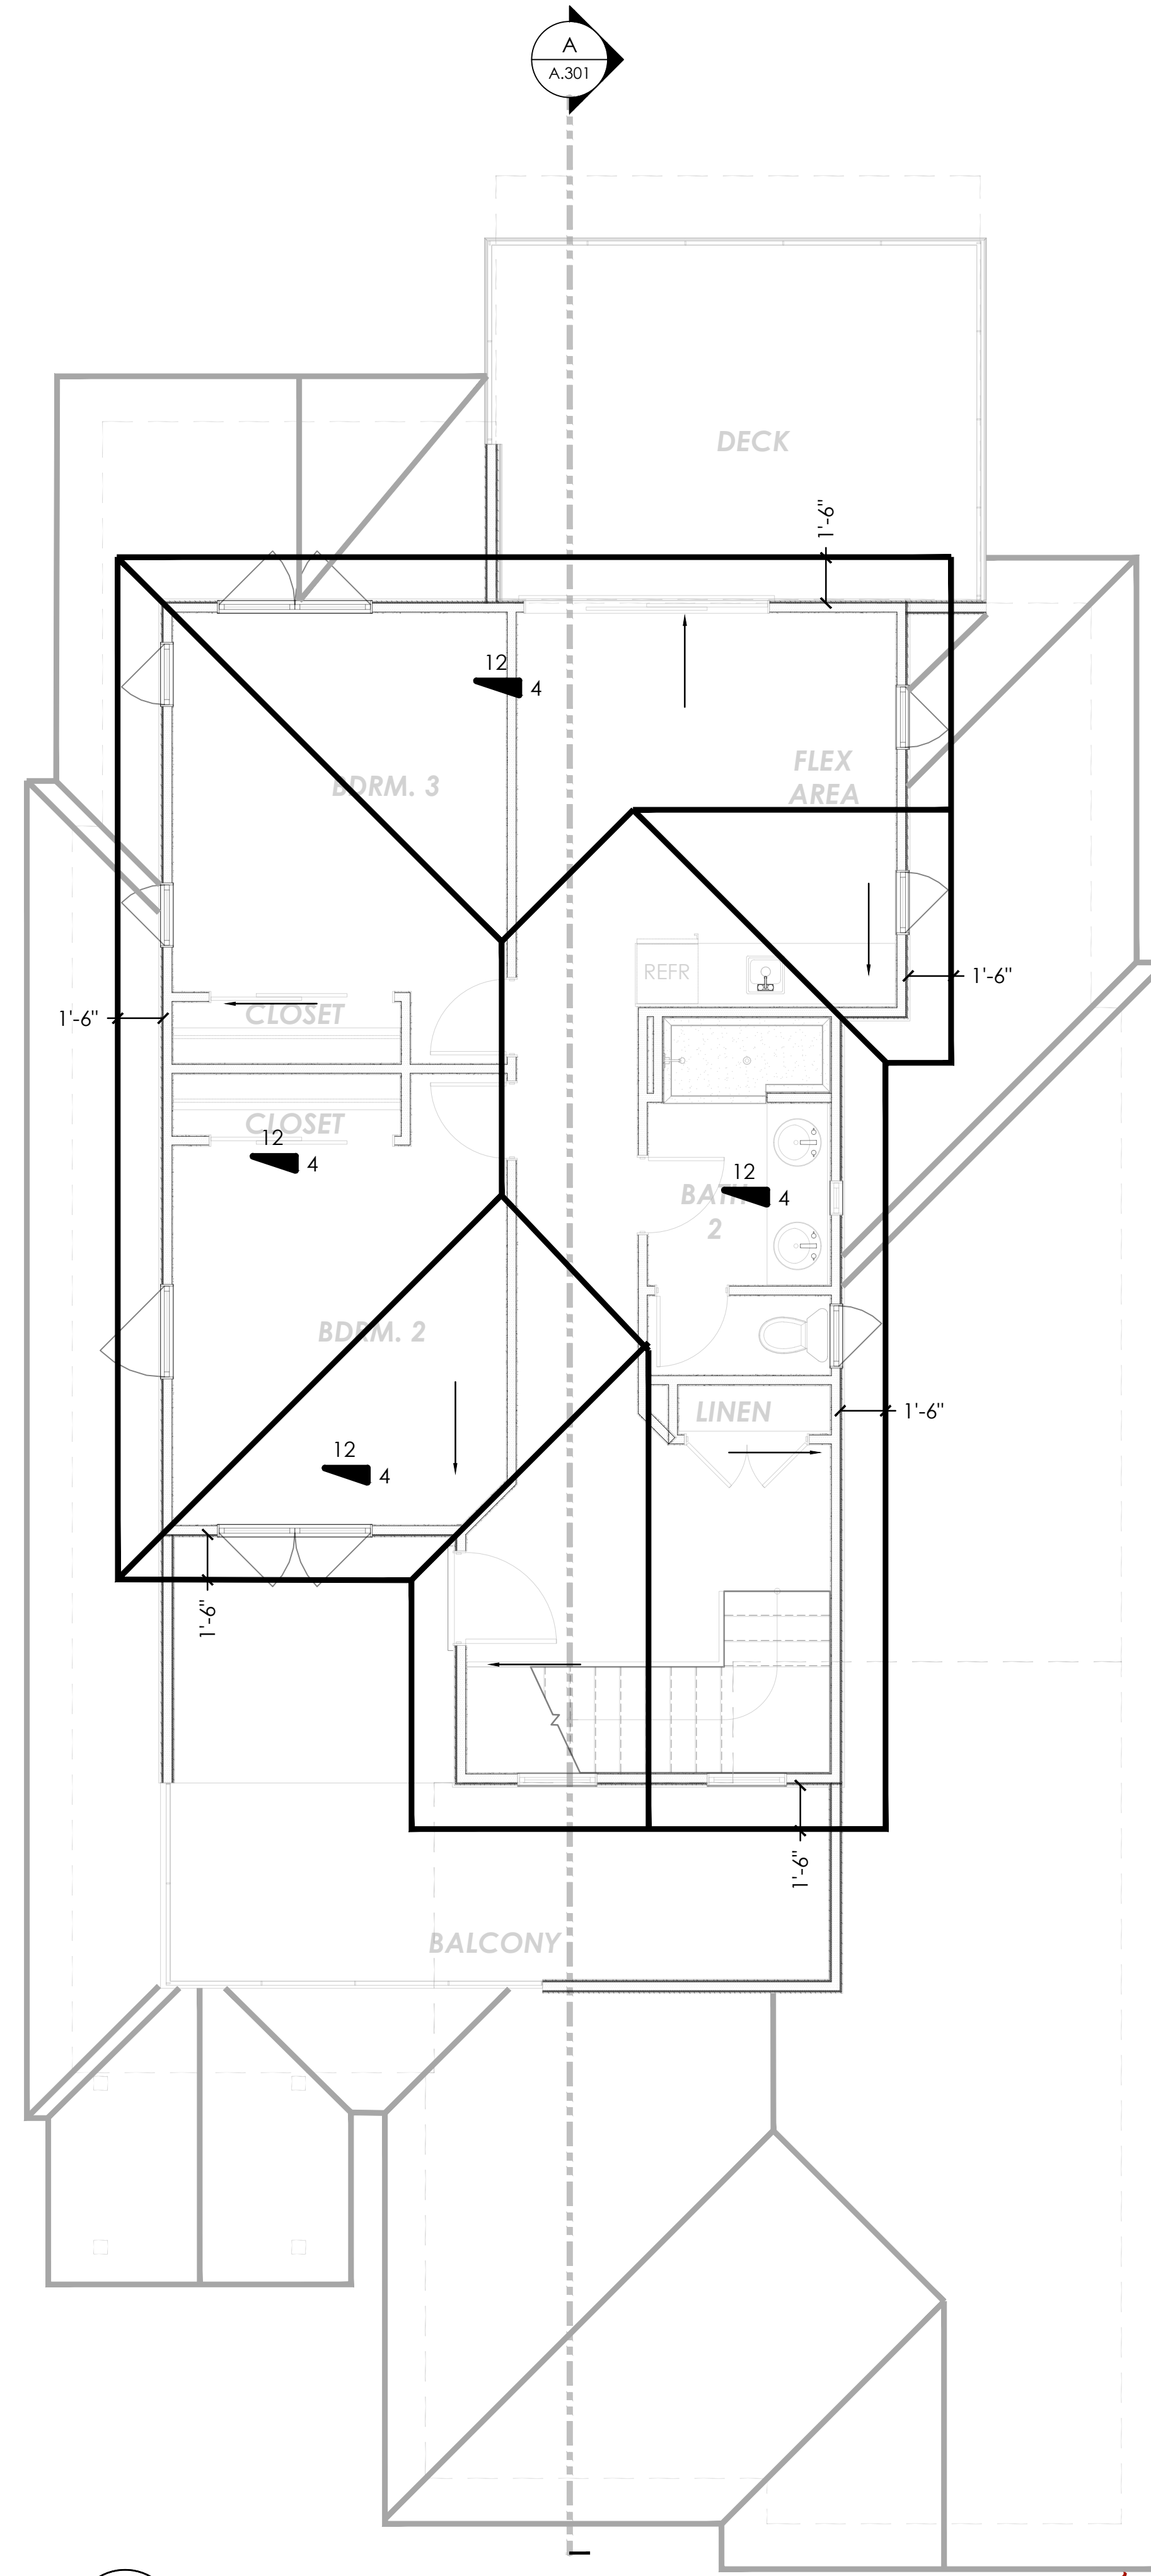 A
A.301
DECK
1'-6"
12
4
FLEX
AREA
BDRM. 3
REFR
1'-6"
CLOSET
1'-6"
CLOSET
12
4
12
4
BATH
2
BDRM. 2
LINEN
1'-6"
12
4
1'-6"
1'-6"
BALCONY